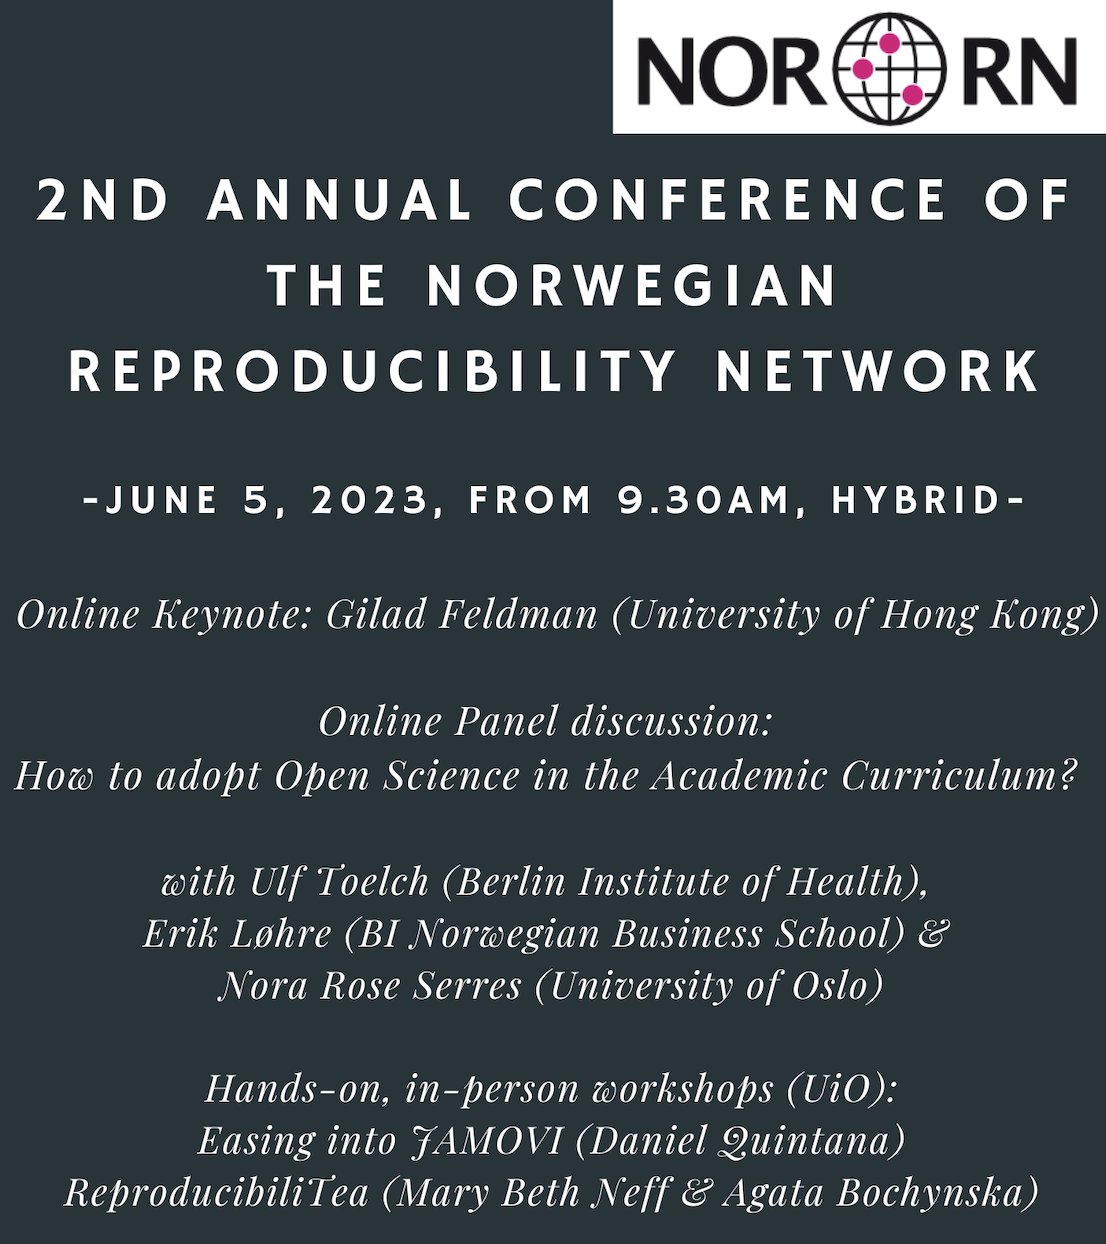 NOR RN
2ND ANNUAL CONFERENCE OF
THE NORWEGIAN
REPRODUCIBILITY NETWORK
-JUNE 5, 2023, FROM 9.30AM, HYBRID-
Online Keynote: Gilad Feldman (University of Hong Kong)
Online Panel discussion:
How to adopt Open Science in the Academic Curriculum?
with Ulf Toelch (Berlin Institute of Health),
Erik Løhre (BI Norwegian Business School) &
Nora Rose Serres (University of Oslo)
Hands-on, in-person workshops (UiO):
Easing into JAMOVI (Daniel Quintana)
ReproducibiliTea (Mary Beth Neff & Agata Bochynska)